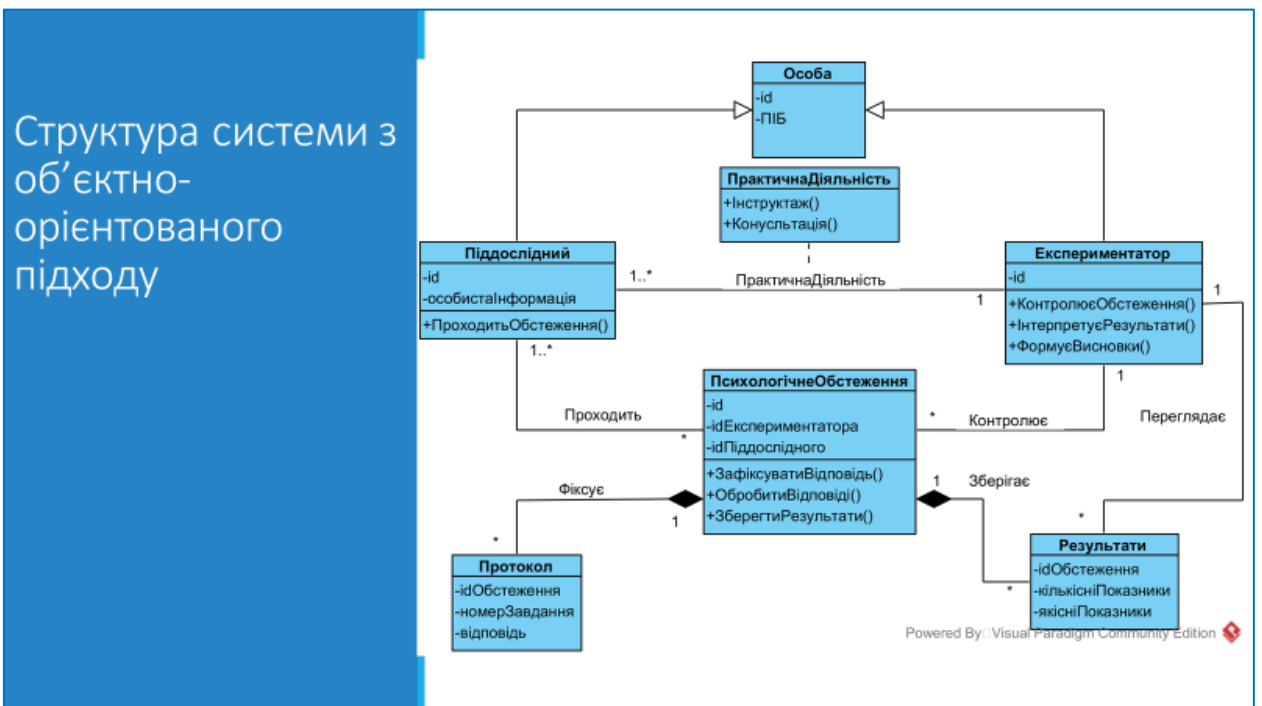 Структура системи з
об’єктно-
орієнтованого
підходу
Особа
-id
-ПІБ
ПрактичнаДіяльність
+Інструктаж()
+Конусльтація()
Піддослідний
-id
-особистаІнформація
+ПроходитьОбстеження()
1..*
ПрактичнаДіяльність
1
Експериментатор
-id
+КонтролюєОбстеження()
+ІнтерпретуєРезультати()
+ФормуєВисновки()
1
1..*
Проходить
*
ПсихологічнеОбстеження
-id
-idЕкспериментатора
-idПіддослідного
+ЗафіксуватиВідповідь()
+ОбробитиВідповіді()
+ЗберегтиРезультати()
*
Контролює
1
Переглядає
*
Фіксує
1
*
1
Зберігає
*
Протокол
-idОбстеження
-номерЗавдання
-відповідь
Результати
-idОбстеження
-кількісніПоказники
-якісніПоказники
Powered By Visual Paradigm Community Edition